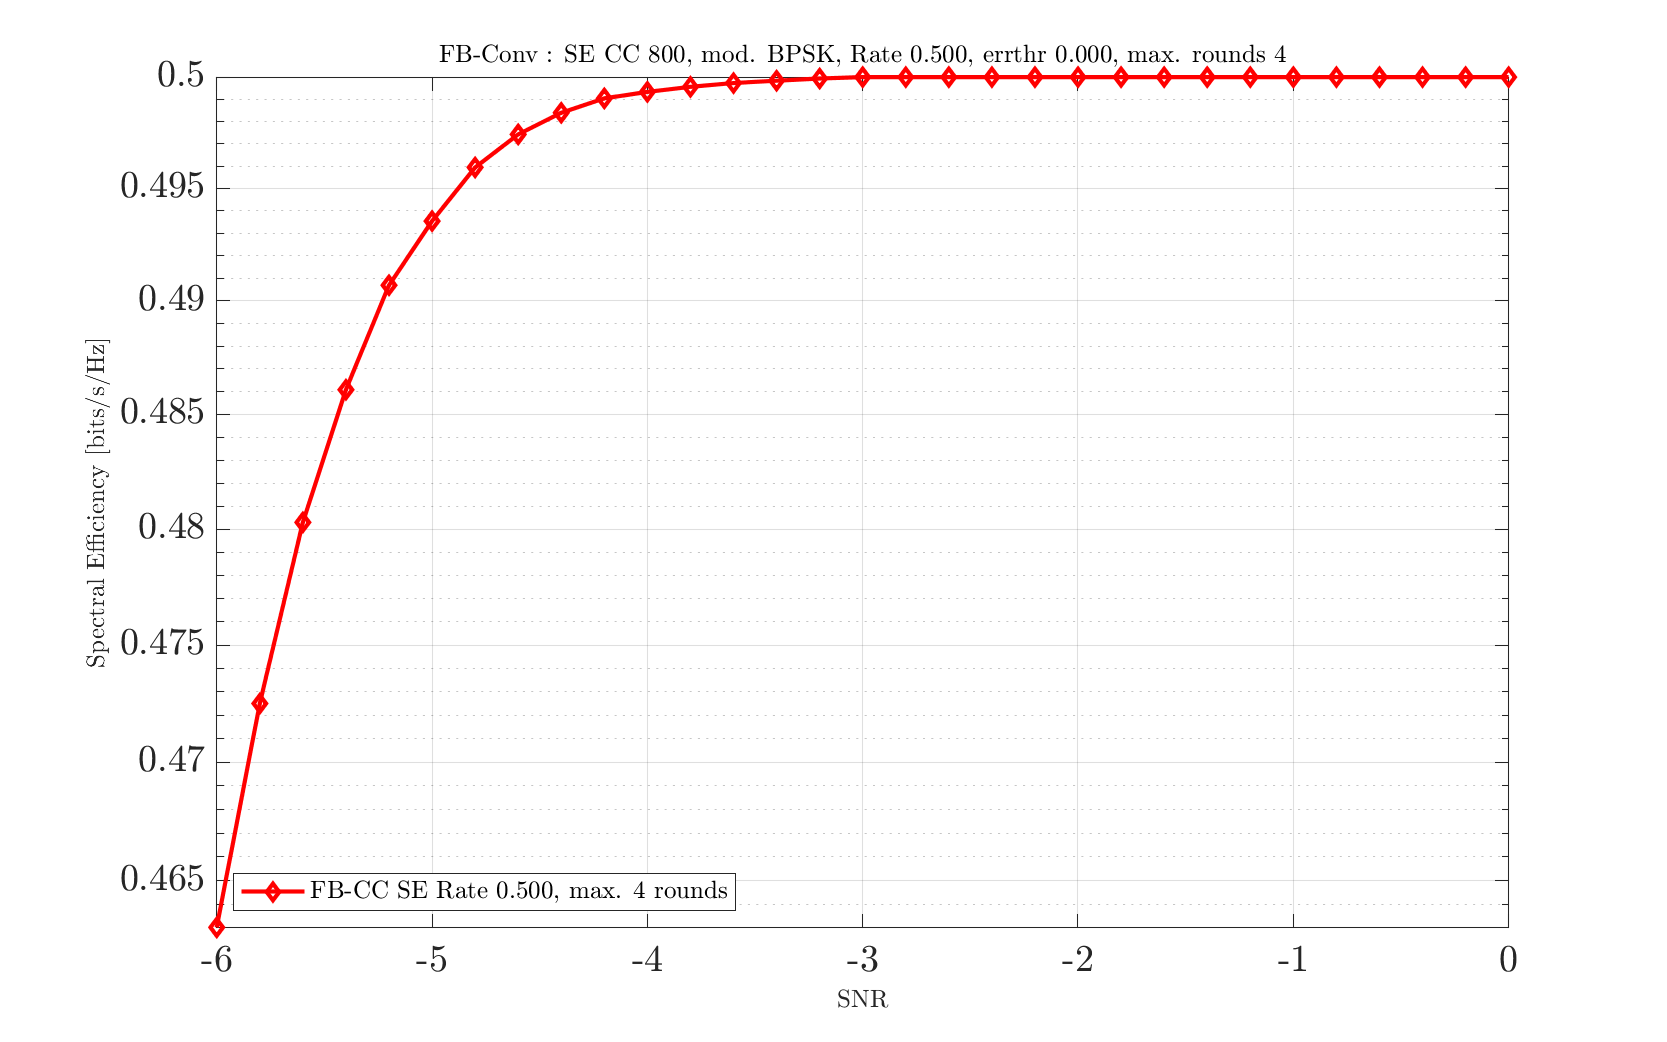 FB-Conv : SE CC 800, mod. BPSK, Rate 0.500, errthr 0.000, max. rounds 4
0.5
0.495
0.49
0.485
0.48
0.475
0.47
0.465
Spectral Efficiency [bits/s/Hz]
FB-CC SE Rate 0.500, max. 4 rounds
-6 -5 -4 -3 -2 -1 0
SNR